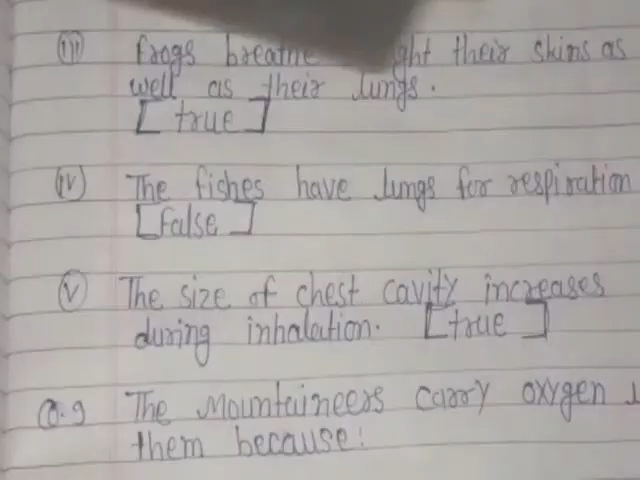 (iii) frogs breathe their skins as
well as their lungs.
[true]
(iv) The fishes have lungs for respiration
[false]
(v) The size of chest cavity increases
during inhalation. [true]
Q.9 The Mountaineers carry oxygen
them because: